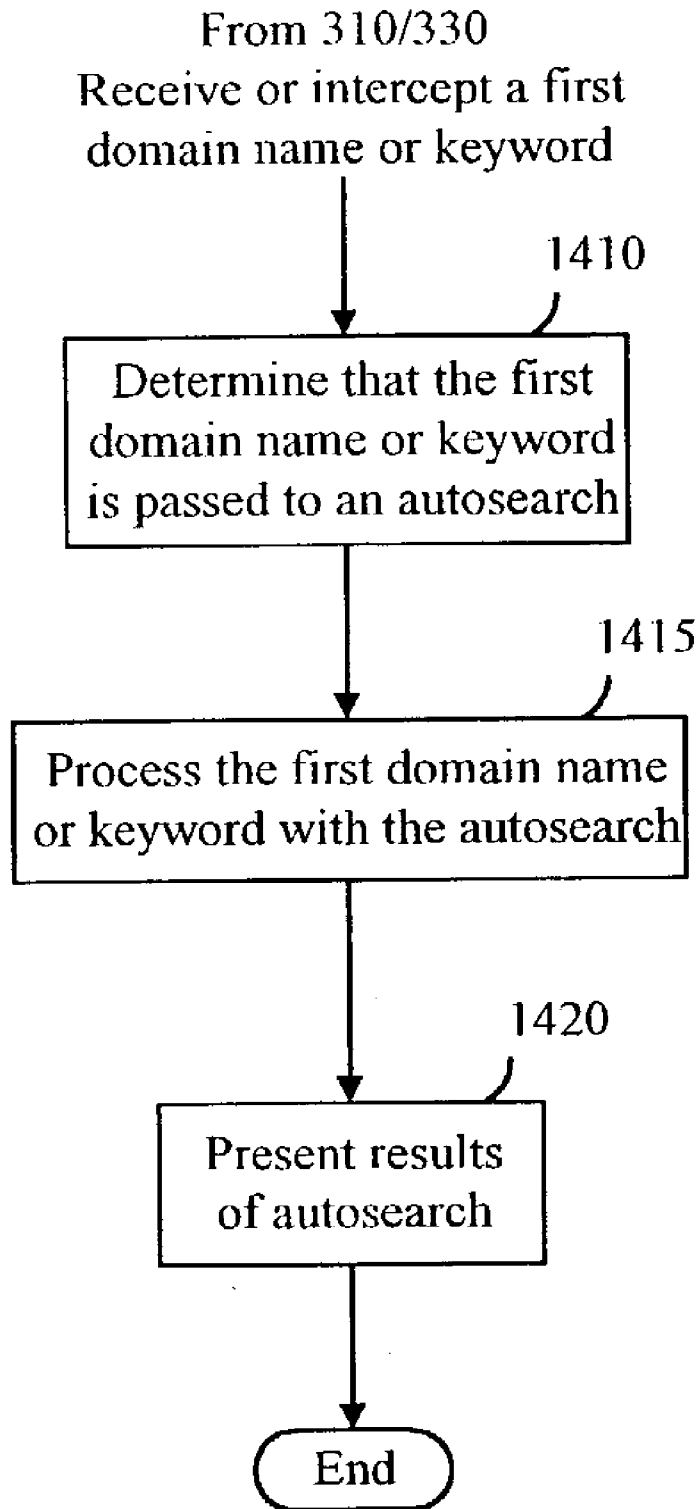 From 310/330
Receive or intercept a first
domain name or keyword
1410
Determine that the first
domain name or keyword
is passed to an autosearch
1415
Process the first domain name
or keyword with the autosearch
1420
Present results
of autosearch
End